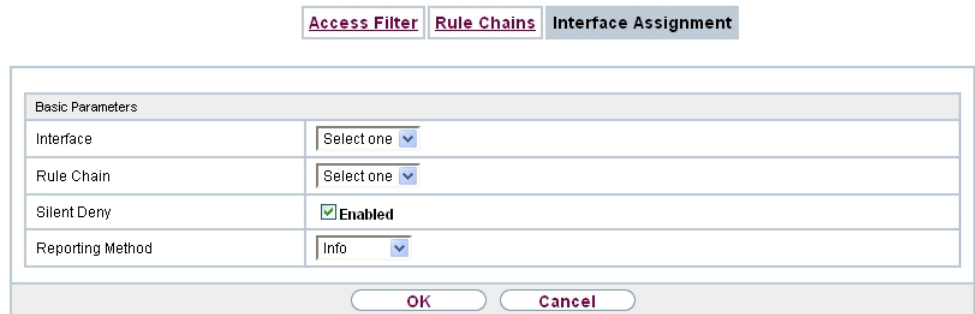 Access Filter Rule Chains Interface Assignment
Basic Parameters
Interface Select one
Rule Chain Select one
Silent Deny Enabled
Reporting Method Info
OK Cancel